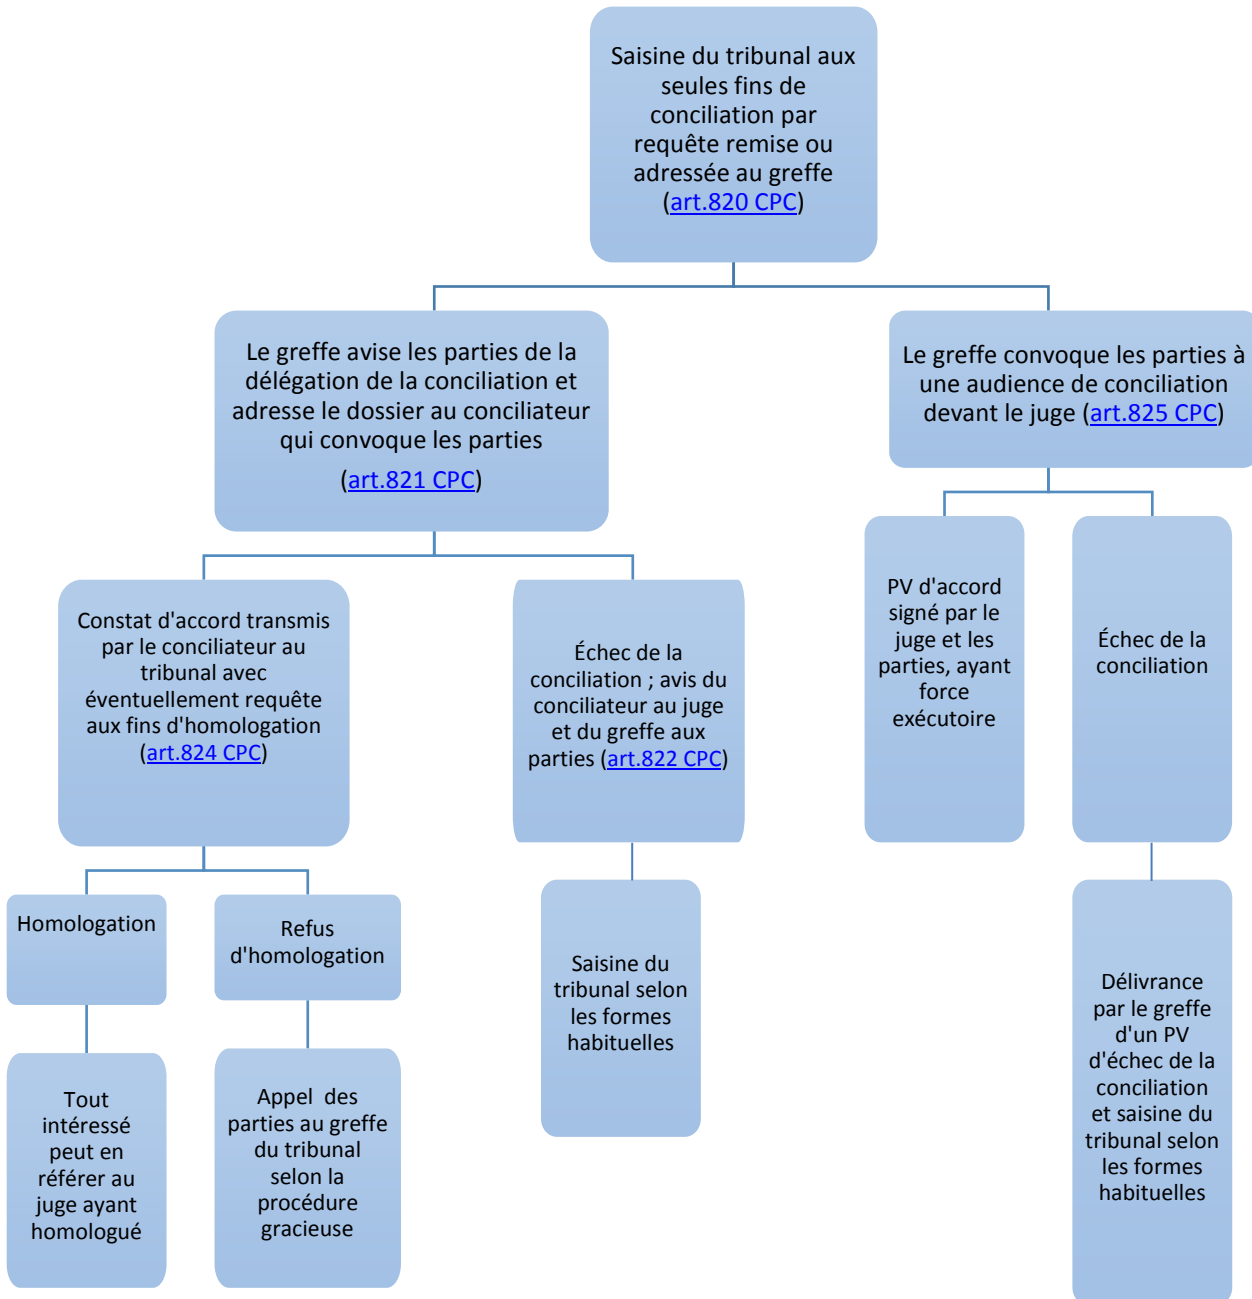 Saisine du tribunal aux
seules fins de
conciliation par
requête remise ou
adressée au greffe
(art.820 CPC)
Le greffe avise les parties de la
délégation de la conciliation et
adresse le dossier au conciliateur
qui convoque les parties
(art.821 CPC)
Le greffe convoque les parties à
une audience de conciliation
devant le juge (art.825 CPC)
Constat d'accord transmis
par le conciliateur au
tribunal avec
éventuellement requête
aux fins d'homologation
(art.824 CPC)
Échec de la
conciliation ; avis du
conciliateur au juge
et du greffe aux
parties (art.822 CPC)
PV d'accord
signé par le
juge et les
parties, ayant
force
exécutoire
Échec de la
conciliation
Homologation
Refus
d'homologation
Saisine du
tribunal selon
les formes
habituelles
Délivrance
par le greffe
d'un PV
d'échec de la
conciliation
et saisine du
tribunal selon
les formes
habituelles
Tout
intéressé
peut en
référer au
juge ayant
homologué
Appel  des
parties au greffe
du tribunal
selon la
procédure
gracieuse